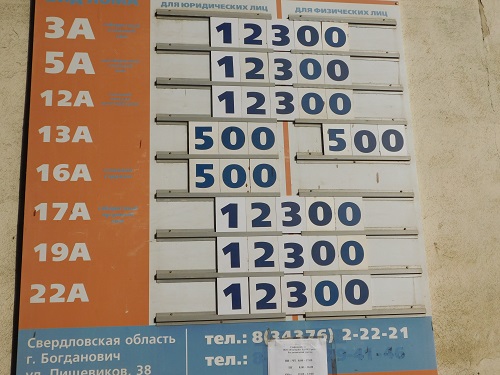 ДЛЯ ЮРИДИЧЕСКИХ ЛИЦ ДЛЯ ФИЗИЧЕСКИХ ЛИЦ
3А 12300
5А 12300
12А 12300
13А 500 500
16А 500
17А 12300
19А 12300
22А 12300
Свердловская область
г. Богданович
ул. Пищевиков, 38
тел.: 8(34376) 2-22-21
тел.: